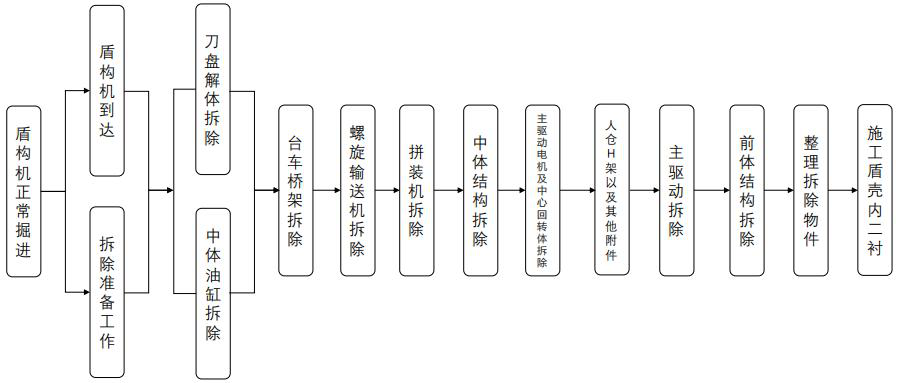 盾构机正常掘进
盾构机到达
拆除准备工作
刀盘解体拆除
中体油缸拆除
台车桥架拆除
螺旋输送机拆除
拼装机拆除
中体结构拆除
主驱动电机及中心回转体拆除
人仓H架以及其他附件
主驱动拆除
前体结构拆除
整理拆除物件
施工盾壳内二衬